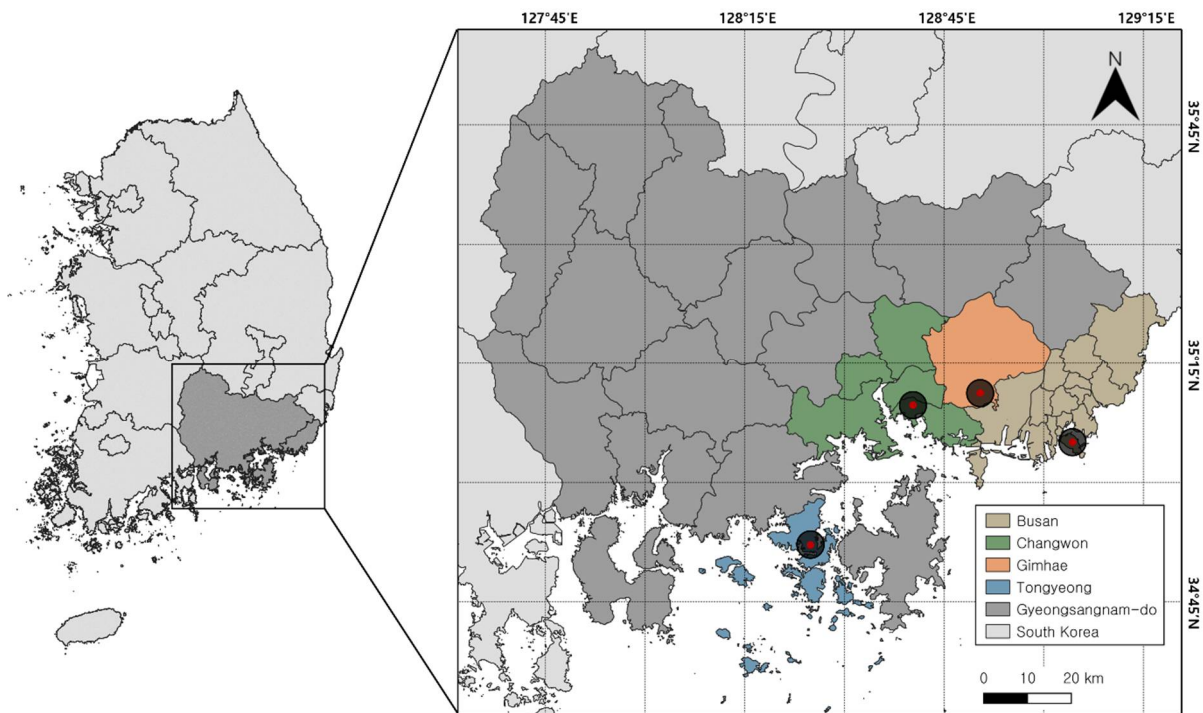 127°45'E 128°15'E 128°45'E 129°15'E
N
35°45'N
35°15'N
34°45'N
Busan
Changwon
Gimhae
Tongyeong
Gyeongsangnam-do
South Korea
0 10 20 km